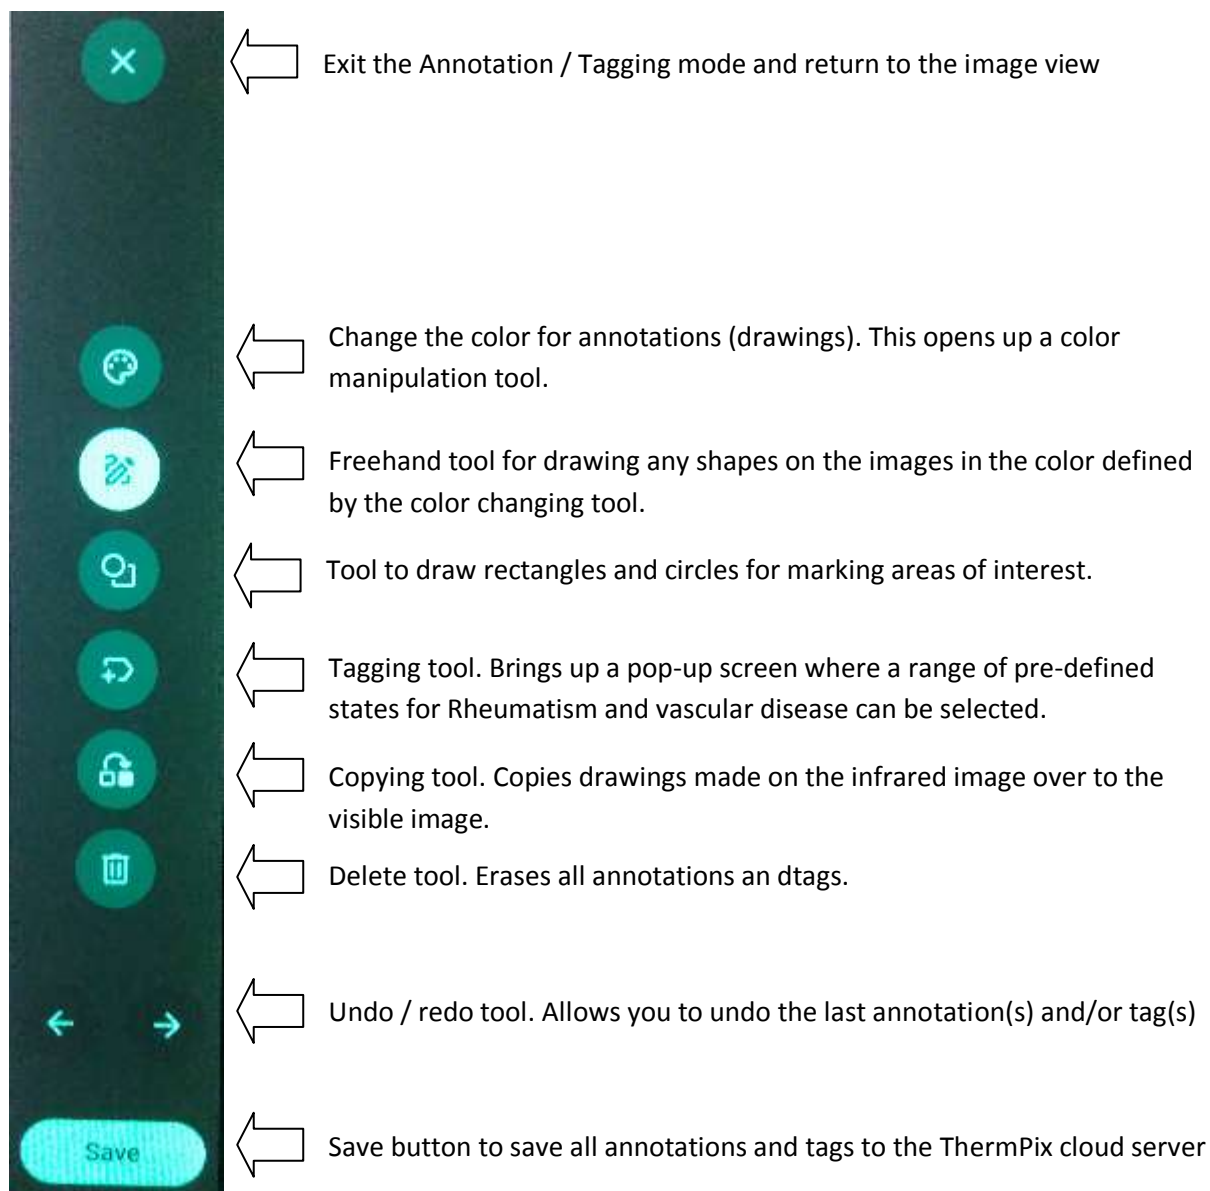 Exit the Annotation / Tagging mode and return to the image view
Change the color for annotations (drawings). This opens up a color
manipulation tool.
Freehand tool for drawing any shapes on the images in the color defined
by the color changing tool.
Tool to draw rectangles and circles for marking areas of interest.
Tagging tool. Brings up a pop-up screen where a range of pre-defined
states for Rheumatism and vascular disease can be selected.
Copying tool. Copies drawings made on the infrared image over to the
visible image.
Delete tool. Erases all annotations an dtags.
Undo / redo tool. Allows you to undo the last annotation(s) and/or tag(s)
Save
Save button to save all annotations and tags to the ThermPix cloud server